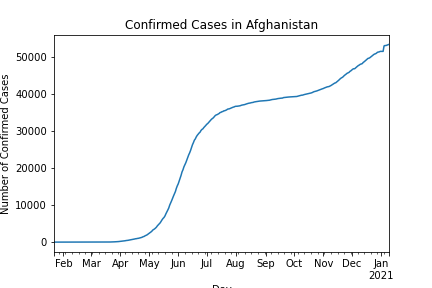 Confirmed Cases in Afghanistan
Number of Confirmed Cases
50000
40000
30000
20000
10000
0
Feb Mar Apr May Jun Jul Aug Sep Oct Nov Dec Jan
2021